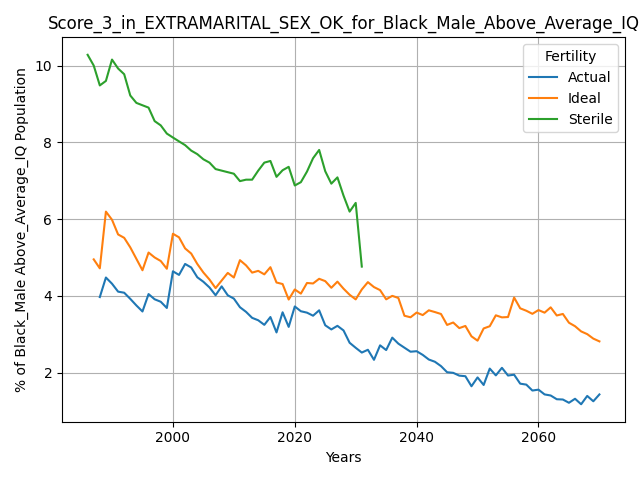 Score_3_in_EXTRAMARITAL_SEX_OK_for_Black_Male_Above_Average_IQ
Fertility
Actual
Ideal
Sterile
% of Black_Male Above_Average_IQ Population
10
8
6
4
2
2000
2020
2040
2060
Years